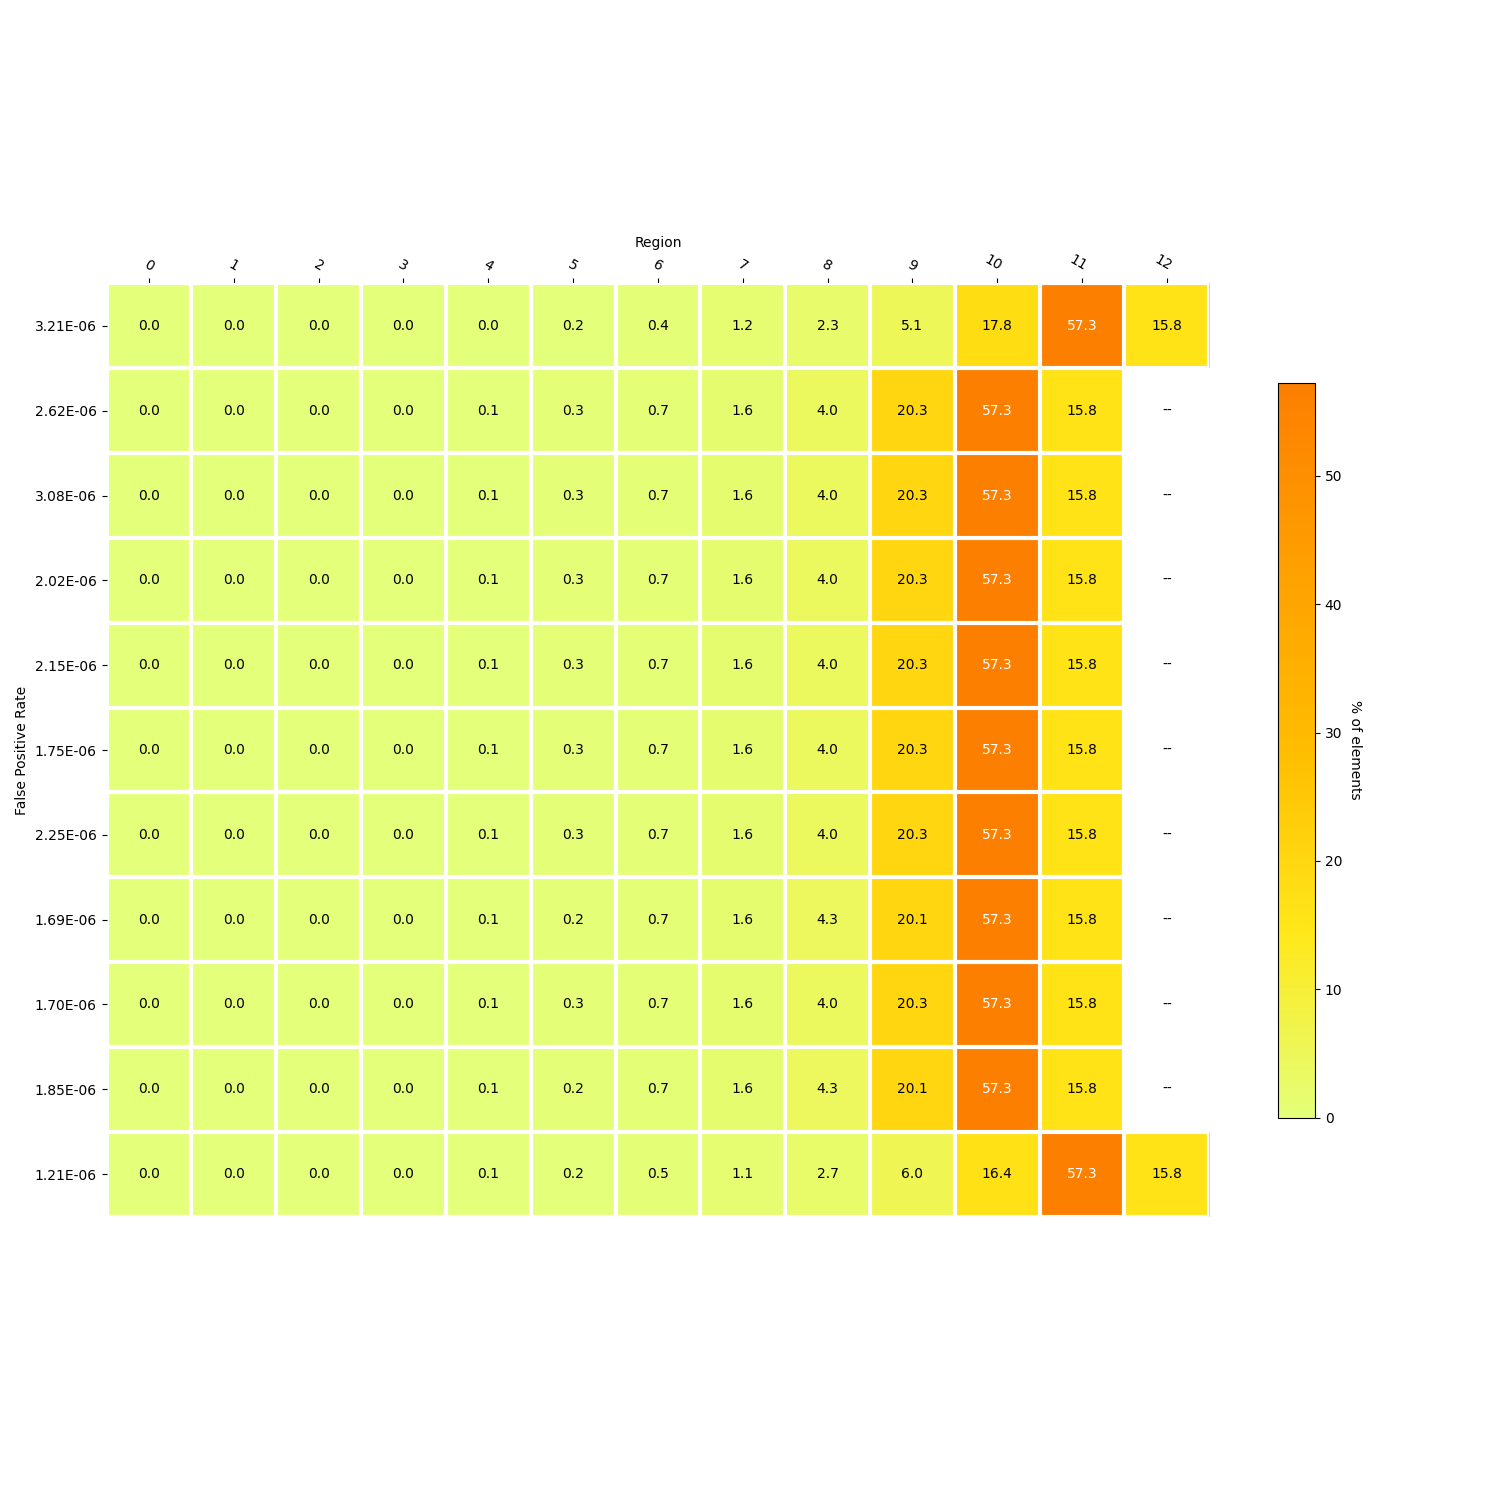 Region
0 1 2 3 4 5 6 7 8 9 10 11 12
3.21E-06 0.0 0.0 0.0 0.0 0.0 0.2 0.4 1.2 2.3 5.1 17.8 57.3 15.8
2.62E-06 0.0 0.0 0.0 0.0 0.1 0.3 0.7 1.6 4.0 20.3 57.3 15.8 --
3.08E-06 0.0 0.0 0.0 0.0 0.1 0.3 0.7 1.6 4.0 20.3 57.3 15.8 --
2.02E-06 0.0 0.0 0.0 0.0 0.1 0.3 0.7 1.6 4.0 20.3 57.3 15.8 --
2.15E-06 0.0 0.0 0.0 0.0 0.1 0.3 0.7 1.6 4.0 20.3 57.3 15.8 --
1.75E-06 0.0 0.0 0.0 0.0 0.1 0.3 0.7 1.6 4.0 20.3 57.3 15.8 --
2.25E-06 0.0 0.0 0.0 0.0 0.1 0.3 0.7 1.6 4.0 20.3 57.3 15.8 --
1.69E-06 0.0 0.0 0.0 0.0 0.1 0.2 0.7 1.6 4.3 20.1 57.3 15.8 --
1.70E-06 0.0 0.0 0.0 0.0 0.1 0.3 0.7 1.6 4.0 20.3 57.3 15.8 --
1.85E-06 0.0 0.0 0.0 0.0 0.1 0.2 0.7 1.6 4.3 20.1 57.3 15.8 --
1.21E-06 0.0 0.0 0.0 0.0 0.1 0.2 0.5 1.1 2.7 6.0 16.4 57.3 15.8
False Positive Rate
50
40
30
20
10
0
% of elements